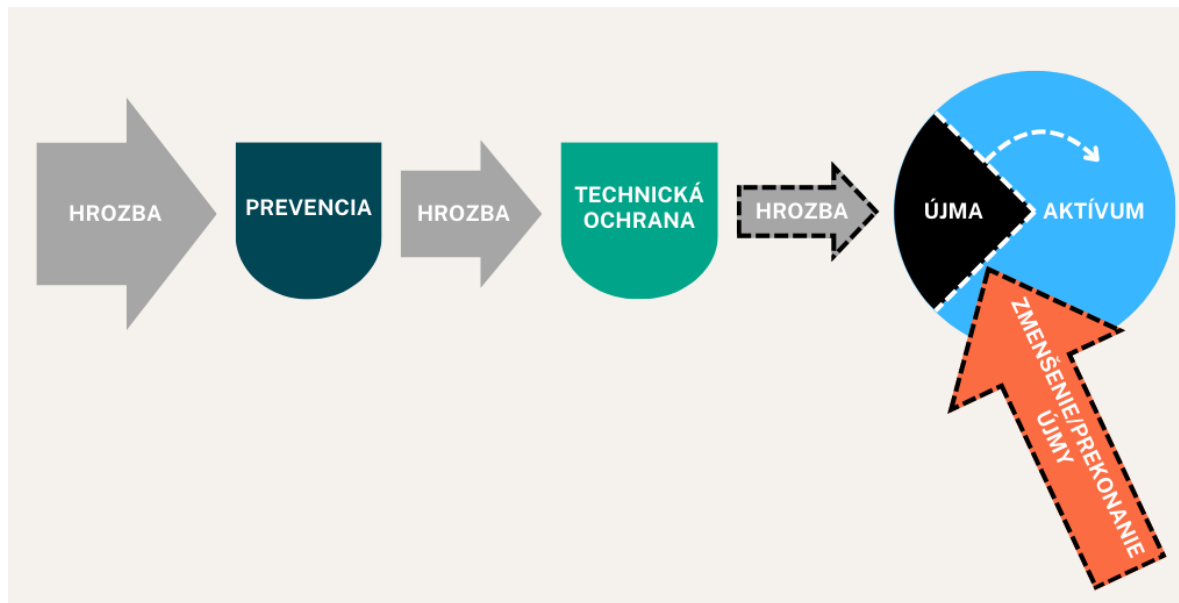 HROZBA
PREVENCIA
HROZBA
TECHNICKÁ
OCHRANA
HROZBA
ÚJMA
AKTÍVUM
ZMENŠENIE/PREKONANIE
ÚJMY